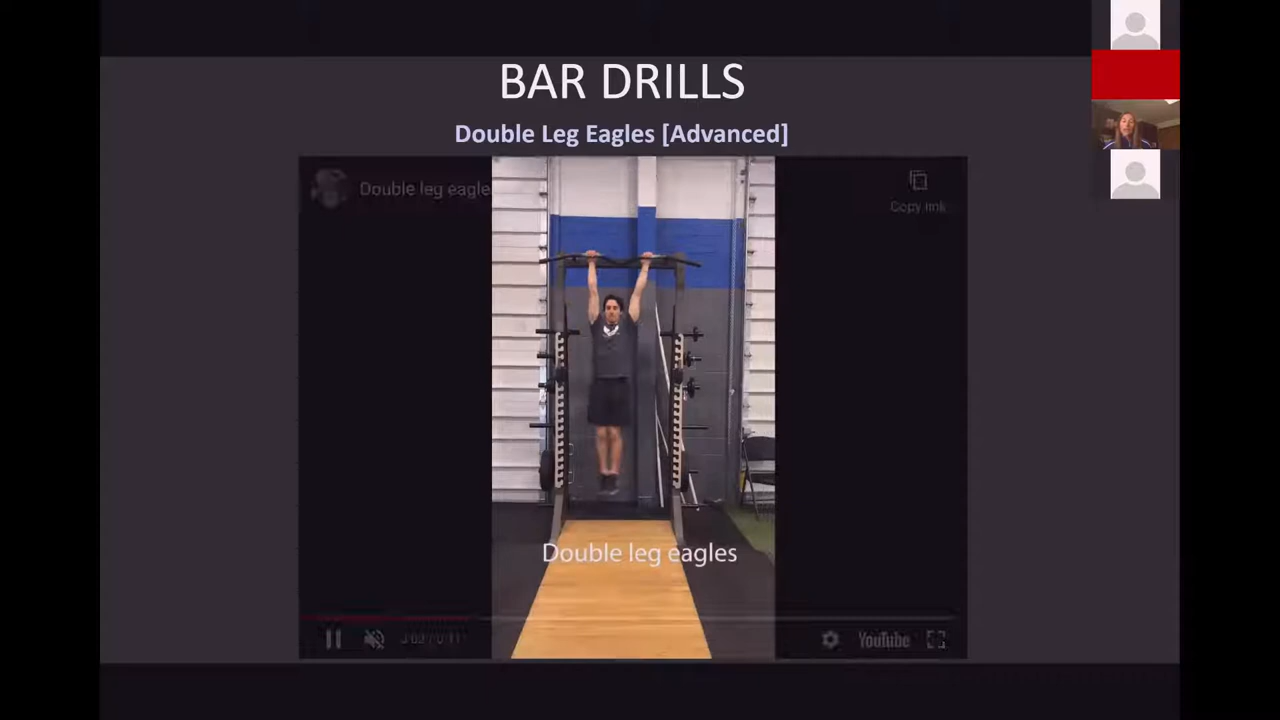 BAR DRILLS
Double Leg Eagles [Advanced]
Double leg eagle
Copy link
Double leg eagles
YouTube